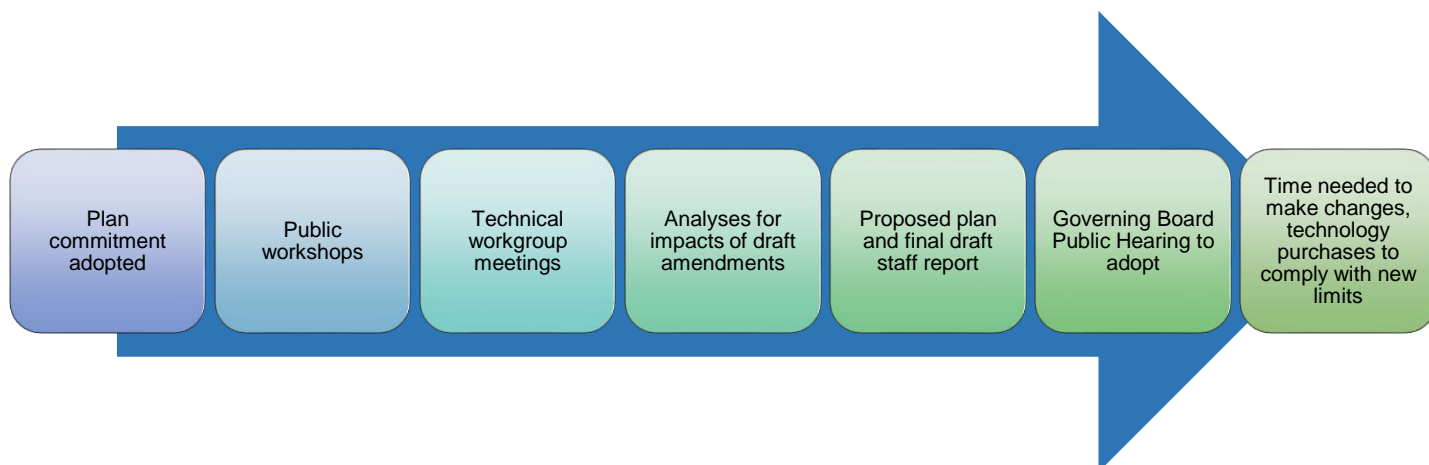 Plan
commitment
adopted
Public
workshops
Technical
workgroup
meetings
Analyses for
impacts of draft
amendments
Proposed plan
and final draft
staff report
Governing Board
Public Hearing to
adopt
Time needed to
make changes,
technology
purchases to
comply with new
limits